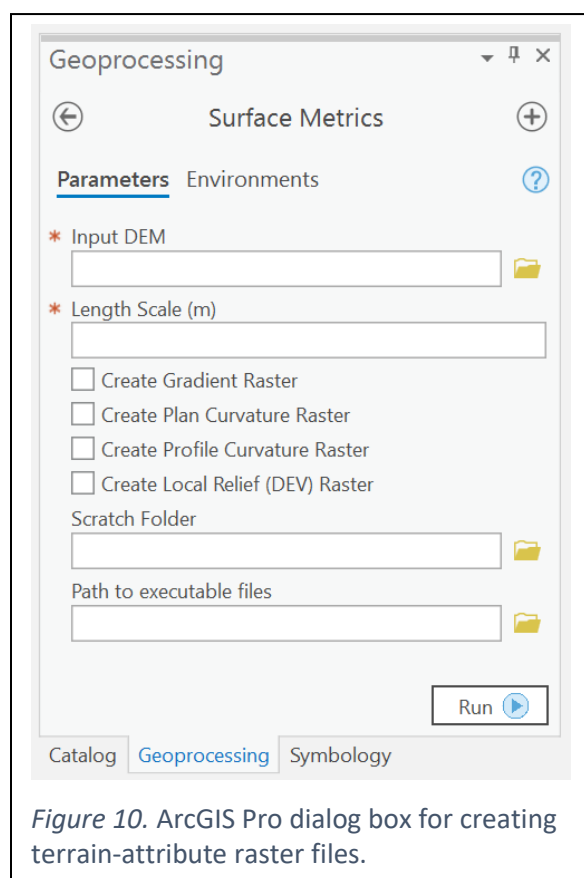 Geoprocessing
Surface Metrics
Parameters Environments
* Input DEM
* Length Scale (m)
Create Gradient Raster
Create Plan Curvature Raster
Create Profile Curvature Raster
Create Local Relief (DEV) Raster
Scratch Folder
Path to executable files
Run
Catalog Geoprocessing Symbology
Figure 10. ArcGIS Pro dialog box for creating
terrain-attribute raster files.